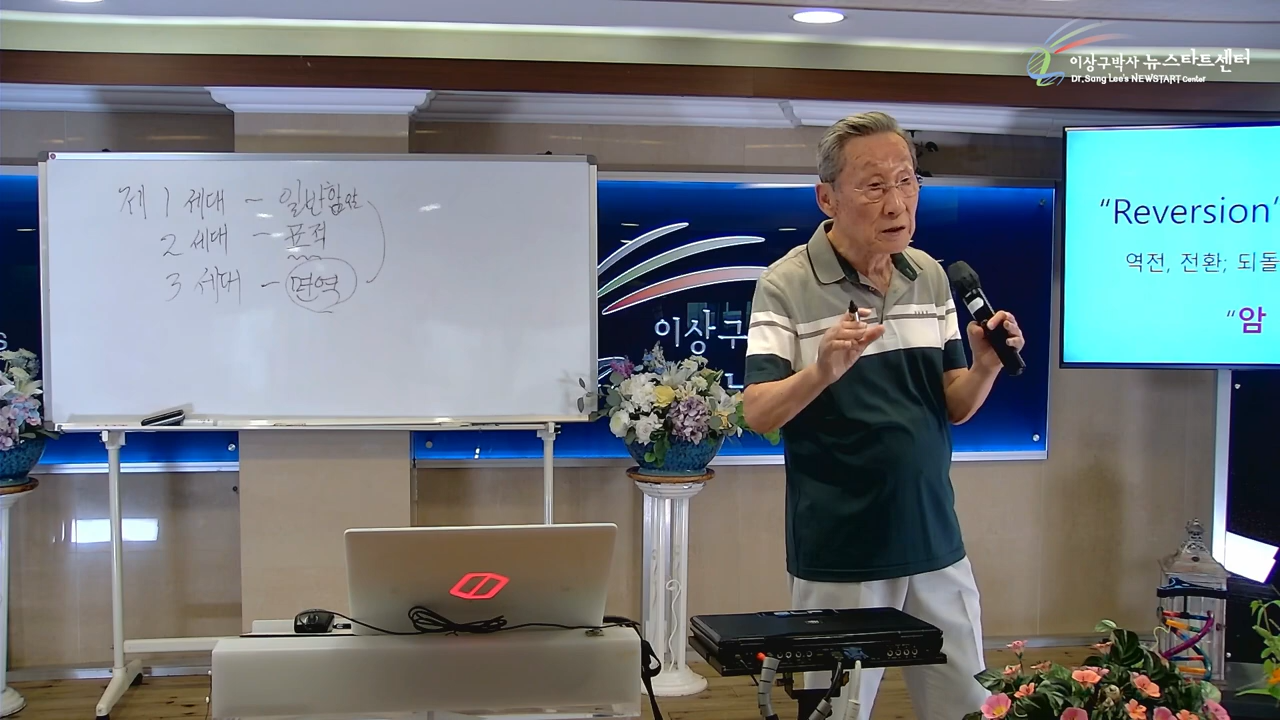 이상구박사 뉴스타트센터
Dr.Sang Lee's NEWSTART Center
제 1 세대 - 일반항암
2 세대 - 표적
3 세대 - 면역
이상구
"Reversion"
역전, 전환; 되돌
"암